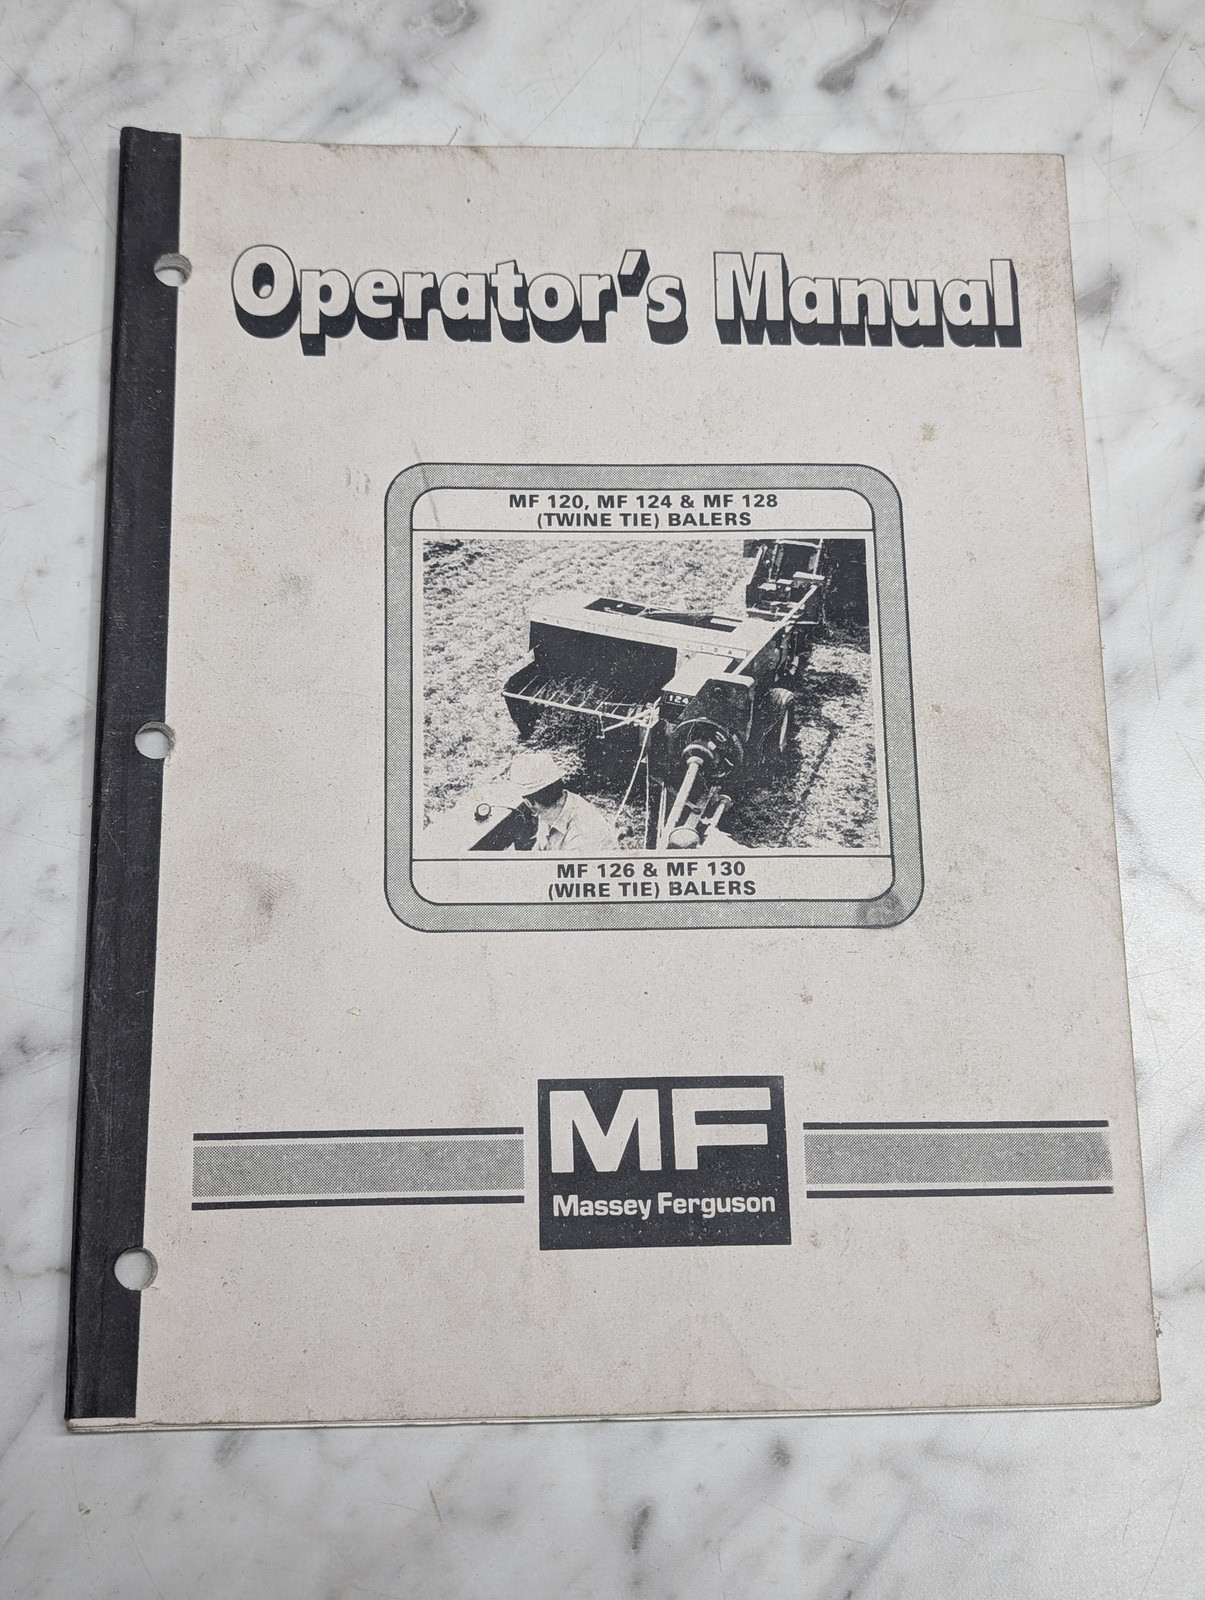 Operator's Manual
MF 120, MF 124 & MF 128
(TWINE TIE) BALERS
124
MF 126 & MF 130
(WIRE TIE) BALERS
MF
Massey Ferguson